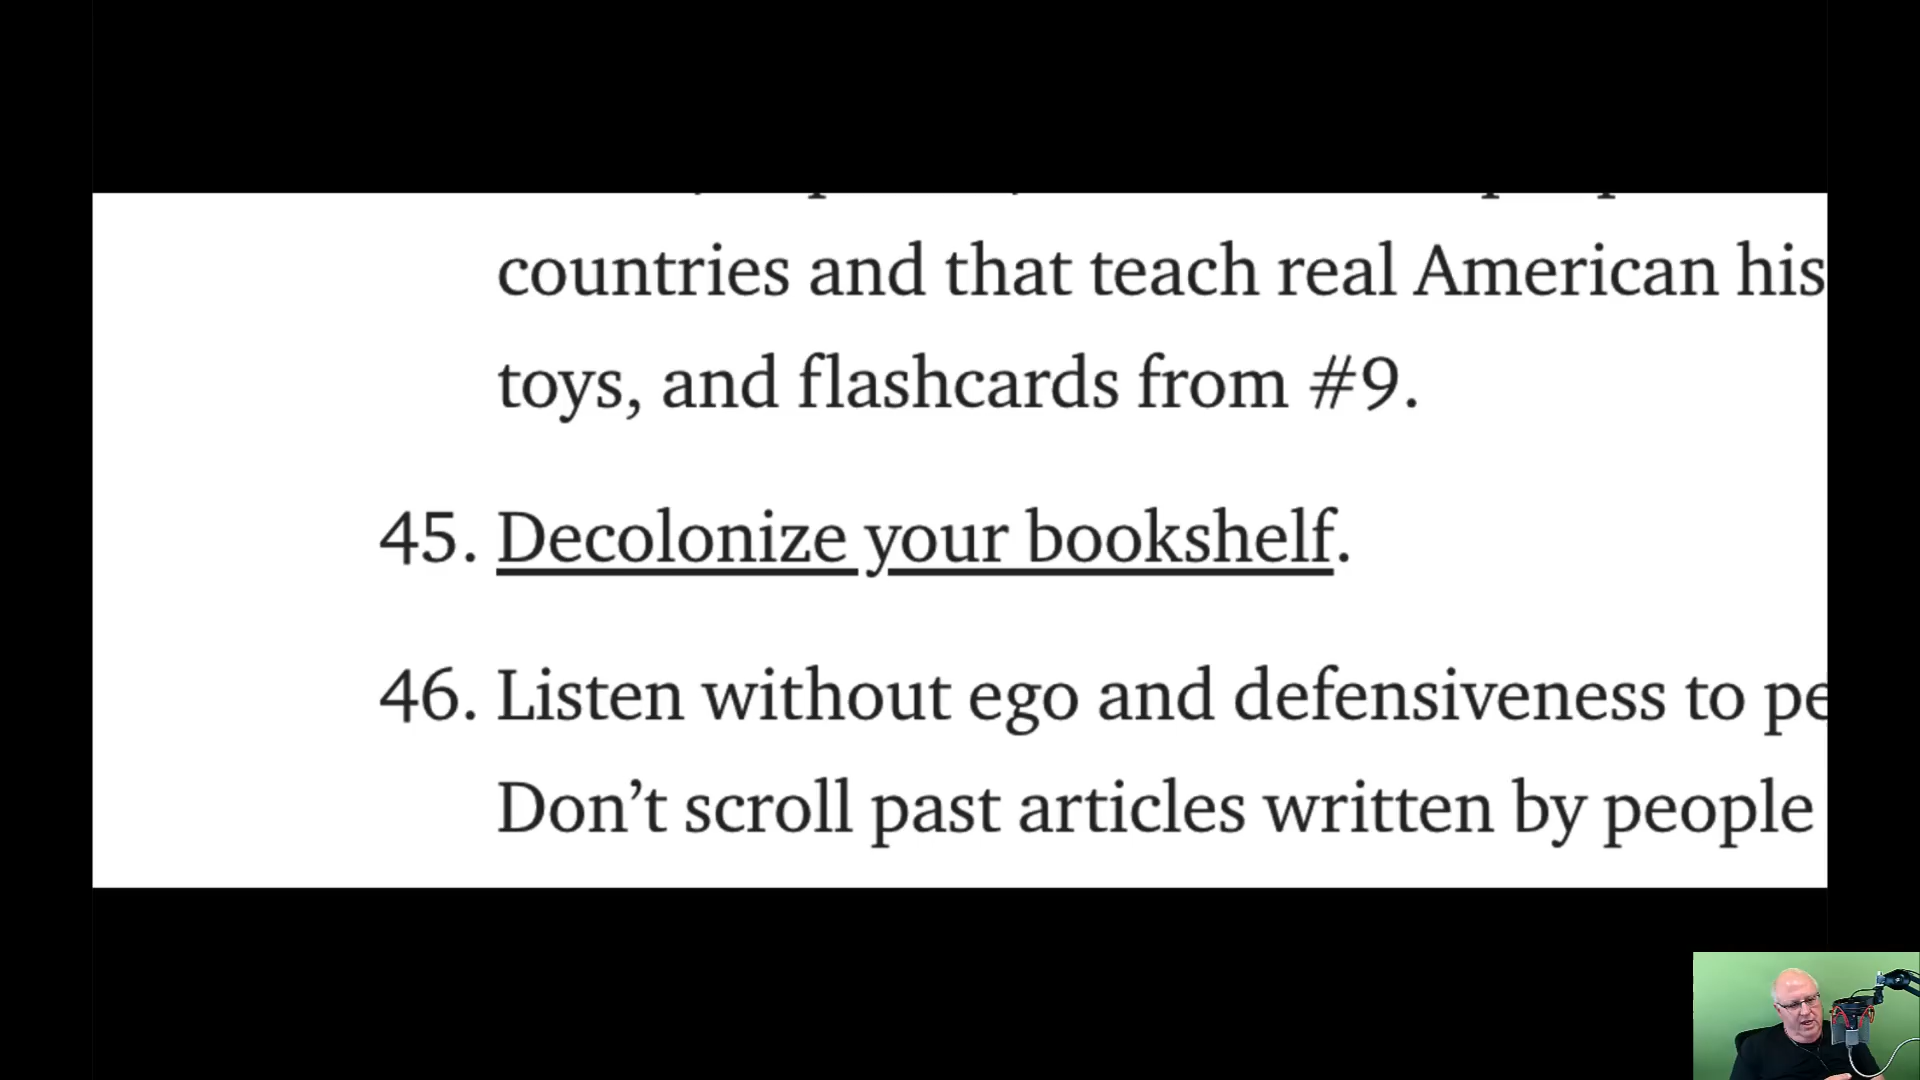 countries and that teach real American his
toys, and flashcards from #9.
45. Decolonize your bookshelf.
46. Listen without ego and defensiveness to pe
Don’t scroll past articles written by people